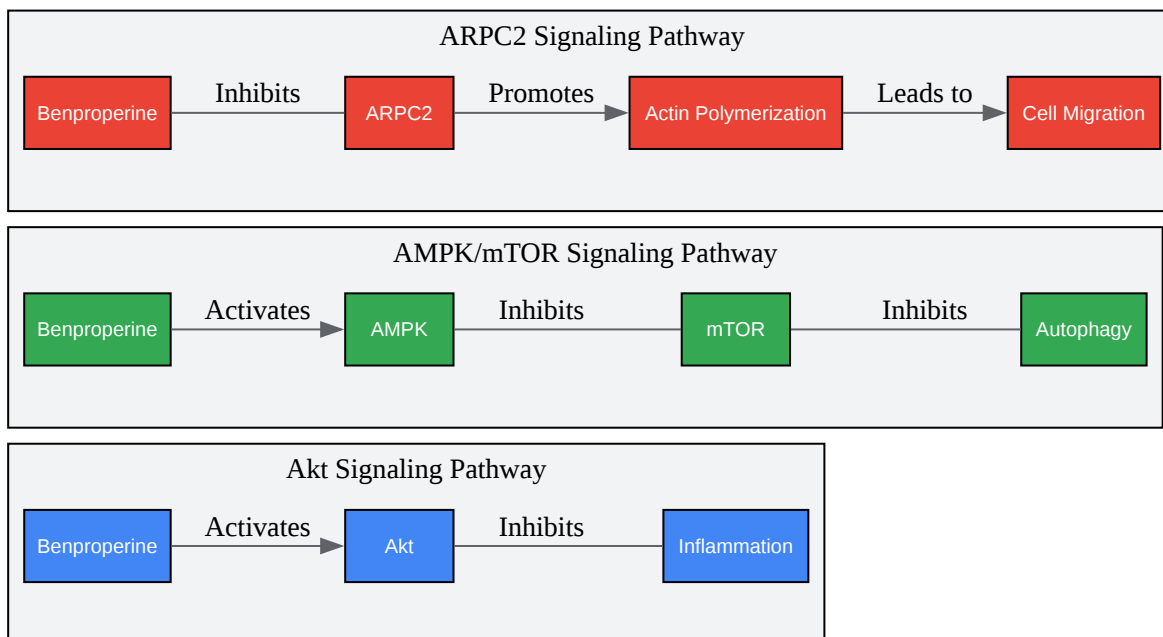 ARPC2 Signaling Pathway
Benproperine Inhibits ARPC2 Promotes Actin Polymerization Leads to Cell Migration
AMPK/mTOR Signaling Pathway
Benproperine Activates AMPK Inhibits mTOR Inhibits Autophagy
Akt Signaling Pathway
Benproperine Activates Akt Inhibits Inflammation